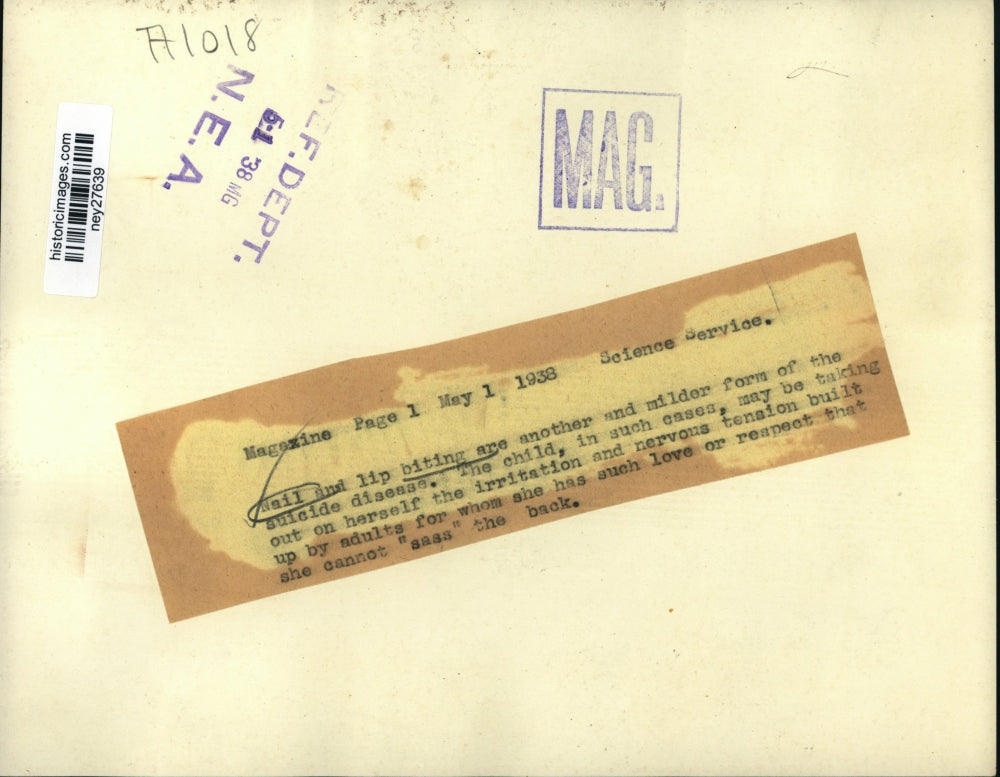 A1018
N.E.A.
5-1 38 MG
REF.DEPT.
MAG.
historicimages.com
ney27639
Science Service.
Magazine Page 1 May 1, 1938
Nail and lip biting are another and milder form of the
suicide disease. The child, in such cases, may be taking
out on herself the irritation and nervous tension built
up by adults for whom she has such love or respect that
she cannot "sass" the back.